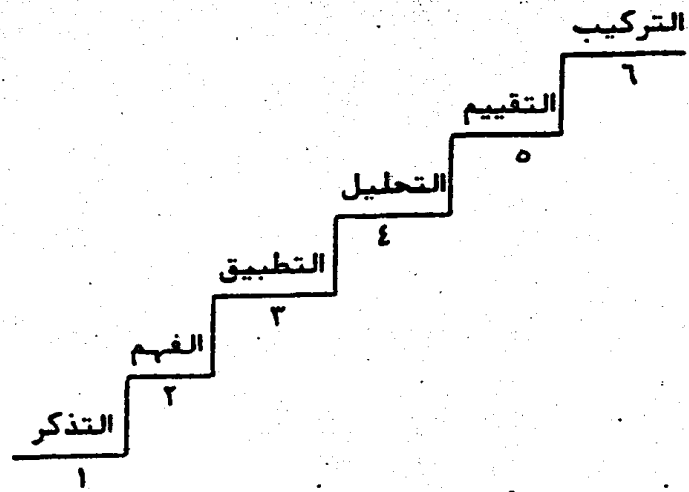 التركيب
٦
التقييم
٥
التحليل
٤
التطبيق
٣
الفهم
٢
التذكر
١